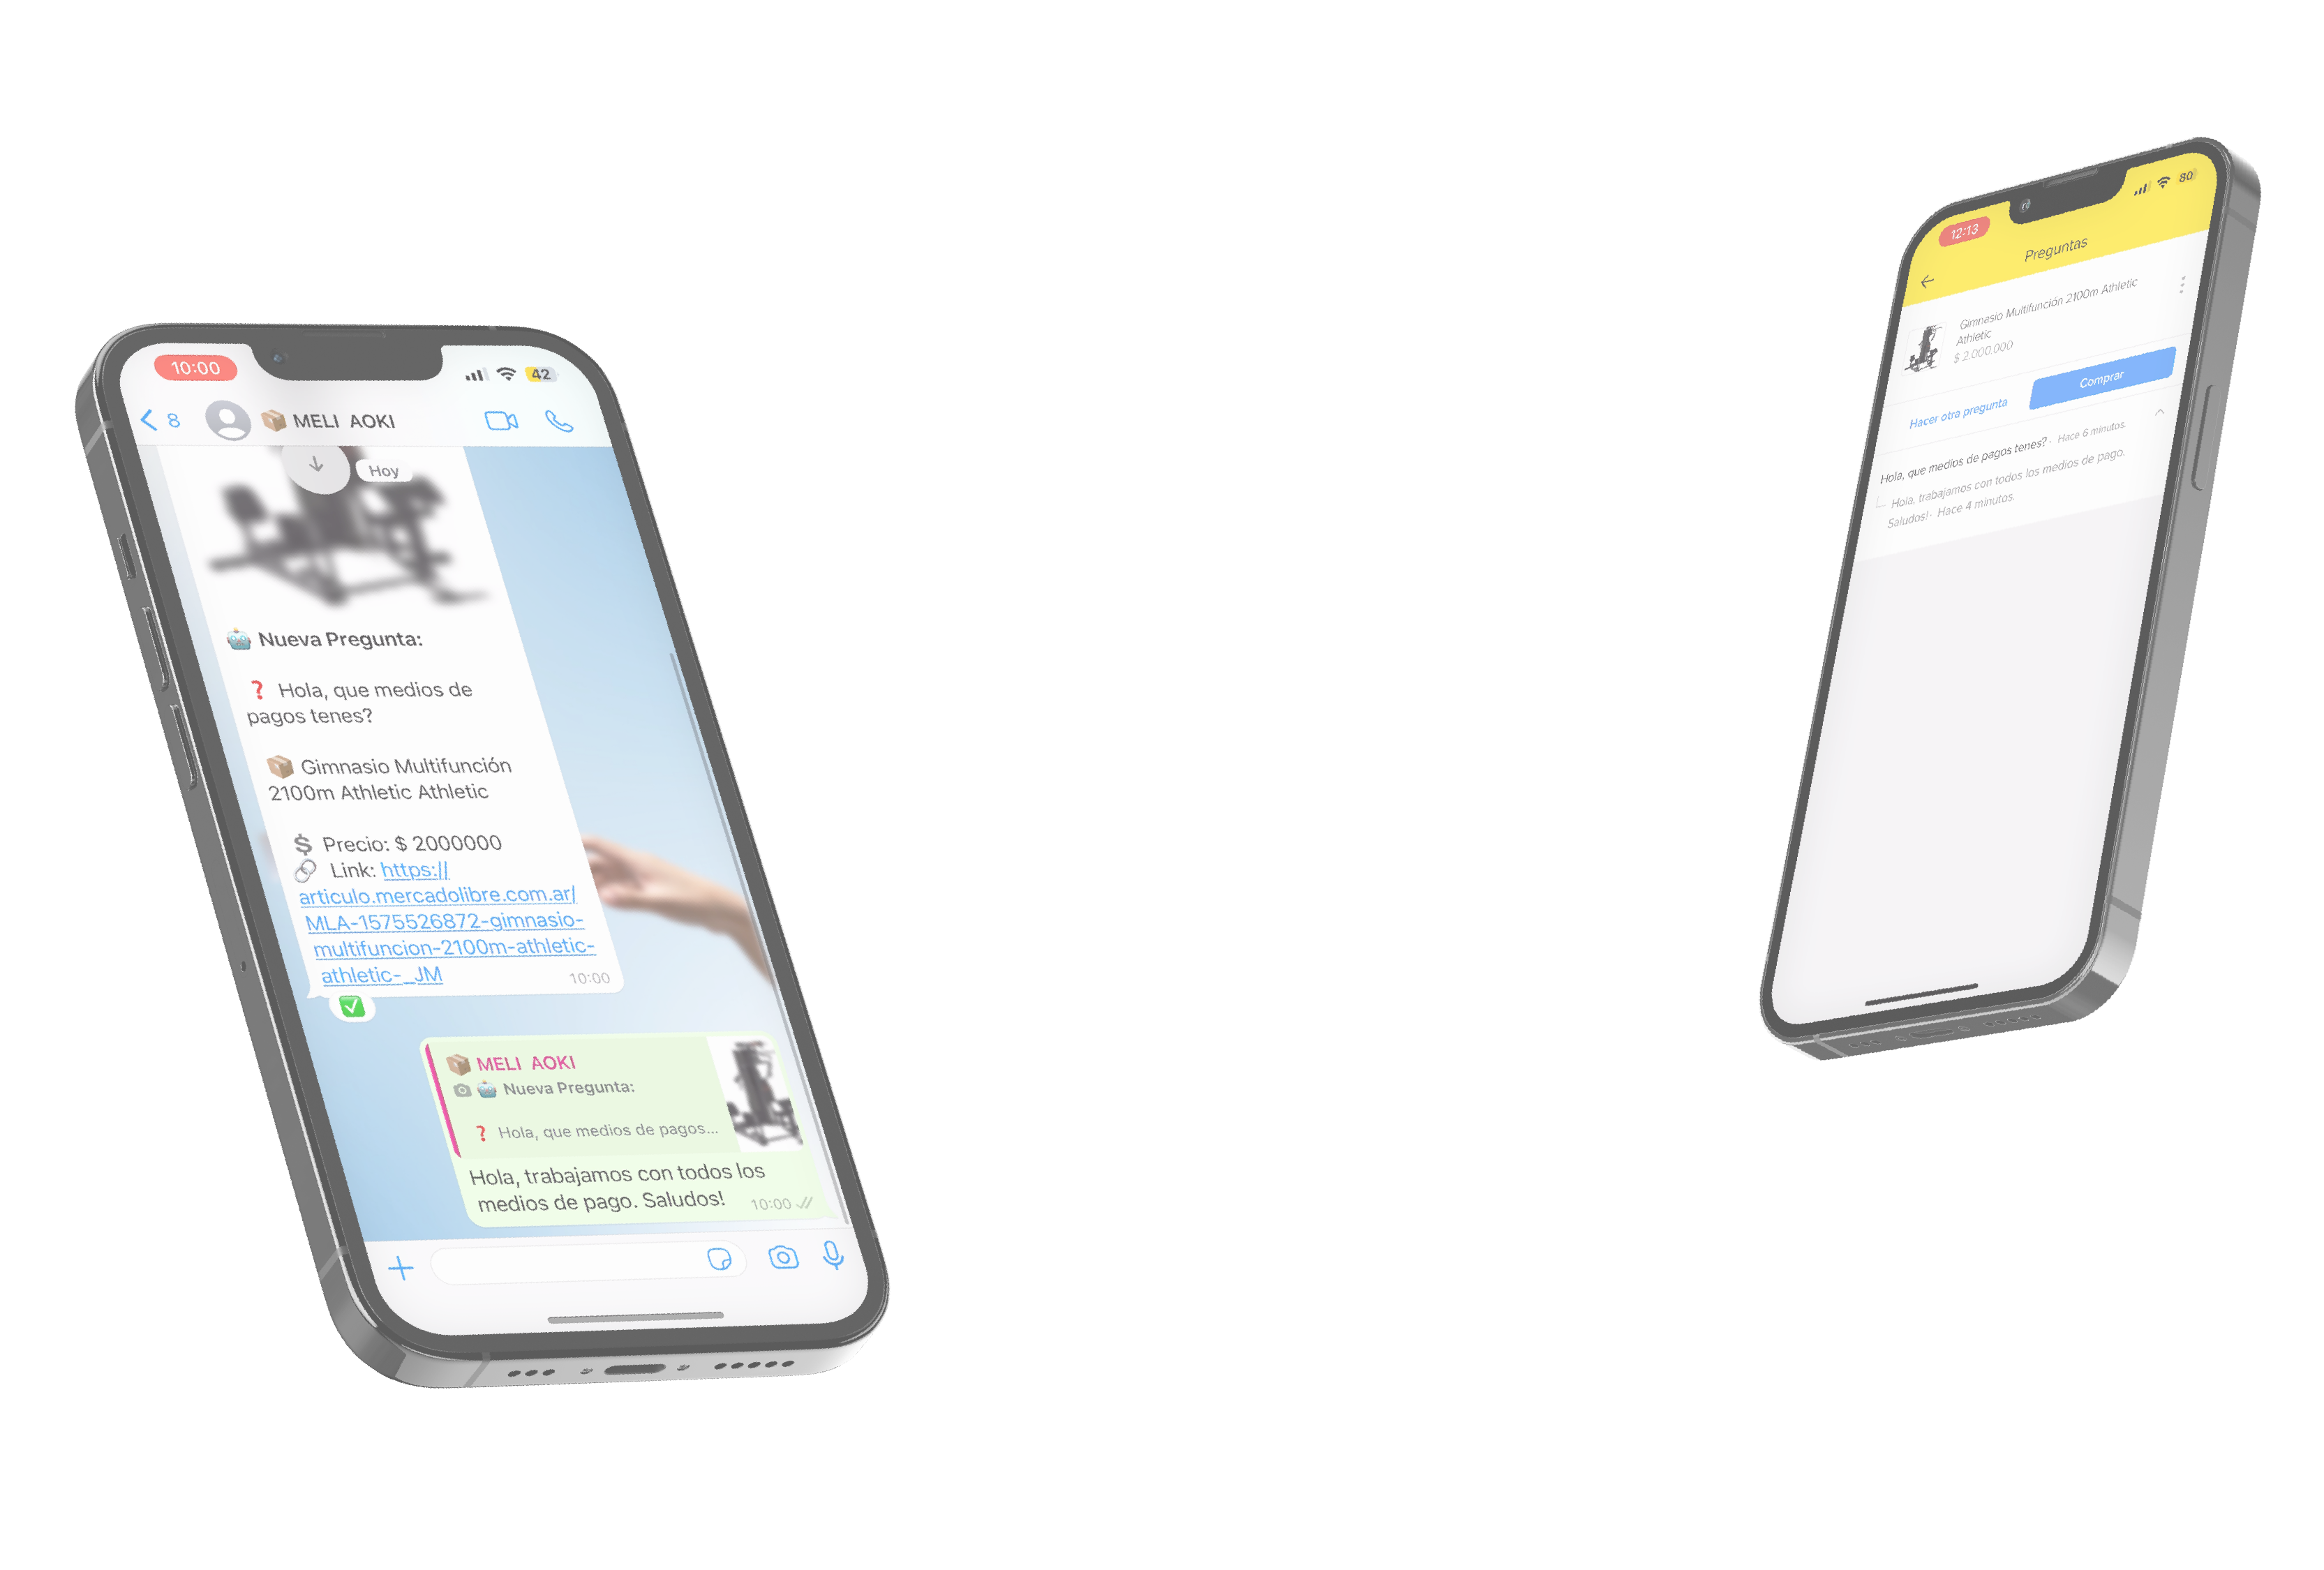 10:00
42
8
📦 MELI AOKI
Hoy
🤖 Nueva Pregunta:
❓ Hola, que medios de
pagos tenes?
📦 Gimnasio Multifunción
2100m Athletic Athletic
💲 Precio: $ 2000000
🔗 Link: https://
articulo.mercadolibre.com.ar/
MLA-1575526872-gimnasio-
multifuncion-2100m-athletic-
athletic-_JM
10:00
📦 MELI AOKI
🤖 Nueva Pregunta:
❓ Hola, que medios de pagos...
Hola, trabajamos con todos los
medios de pago. Saludos!
10:00
12:13
80
Preguntas
Gimnasio Multifunción 2100m Athletic
Athletic
$ 2.000.000
Hacer otra pregunta
Comprar
Hola, que medios de pagos tenes? · Hace 6 minutos.
Hola, trabajamos con todos los medios de pago.
Saludos! · Hace 4 minutos.